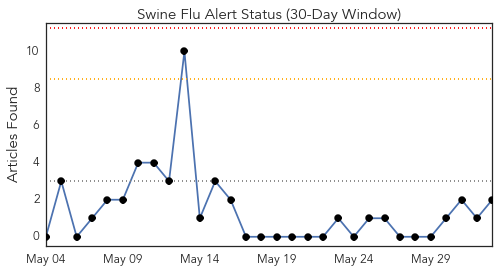 Swine Flu Alert Status (30-Day Window)
Articles Found
10
8
6
4
2
0
May 04
May 09
May 14
May 19
May 24
May 29